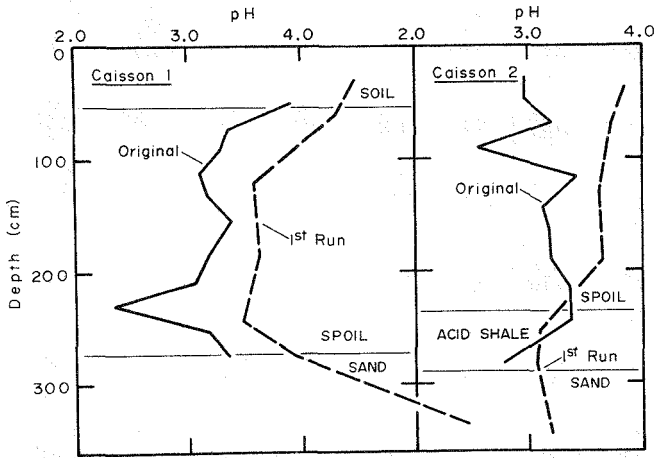 pH pH
2.0 3.0 4.0 2.0 3.0 4.0
0
Caisson 1 Caisson 2
SOIL
100
Original
Original
1st Run
Depth (cm)
200
SPOIL
SPOIL
ACID SHALE
1st Run
SAND SAND
300